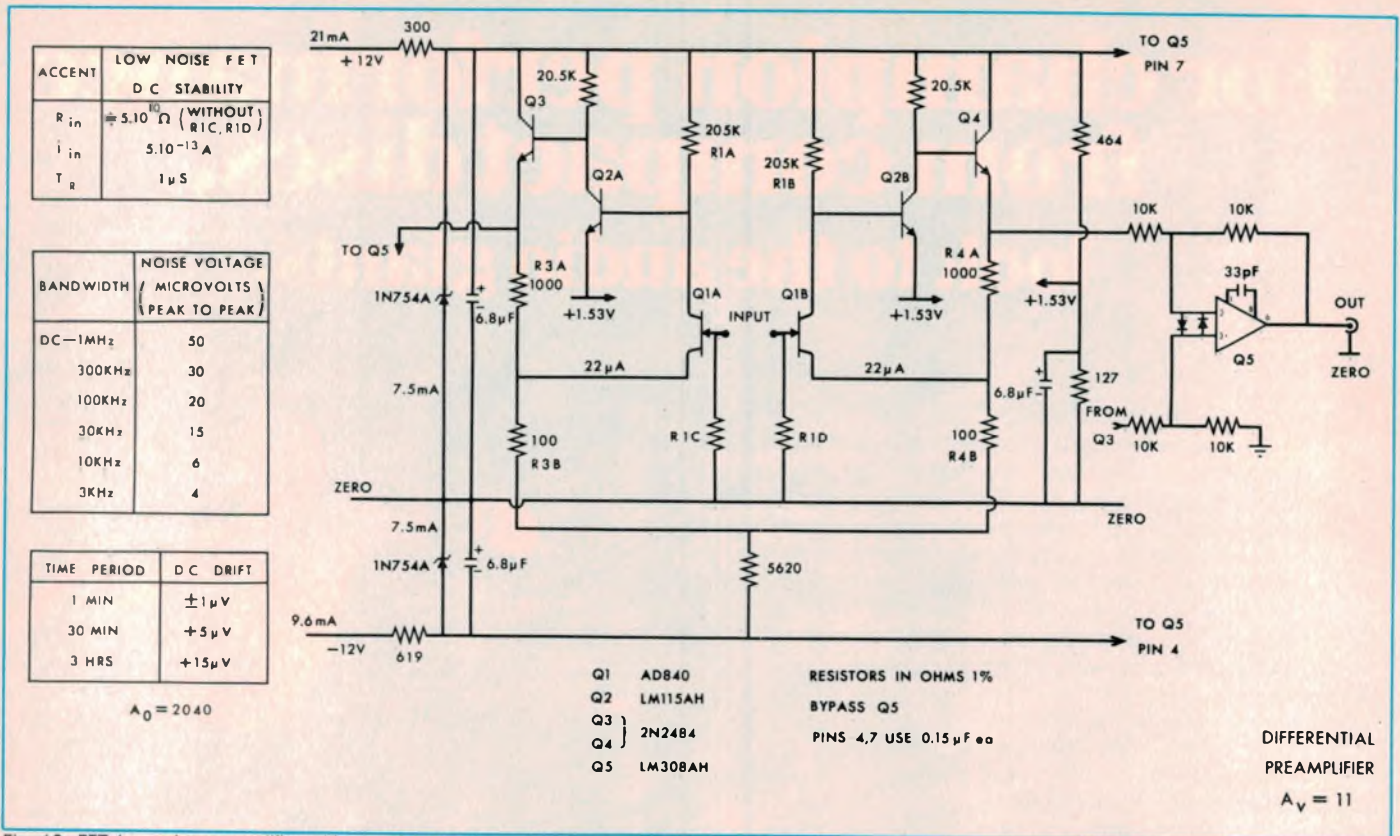 ACCENT
LOW NOISE FET
DC STABILITY
R in
≑ 5.10¹⁰ Ω (WITHOUT R1C, R1D)
i in
5.10⁻¹³ A
T R
1 µS
BANDWIDTH
NOISE VOLTAGE
(MICROVOLTS
PEAK TO PEAK)
DC—1MHz 50
300KHz 30
100KHz 20
30KHz 15
10KHz 6
3KHz 4
TIME PERIOD DC DRIFT
1 MIN ±1µV
30 MIN +5µV
3 HRS +15µV
A₀=2040
21mA
+12V
300
TO Q5
PIN 7
20.5K
Q3
205K
R1A
Q2A
TO Q5
R3A
1000
1N754A
+
6.8µF
-
+1.53V
Q1A
INPUT
22µA
7.5mA
100
R3B
R1C
20.5K
Q4
205K
R1B
Q2B
464
R4A
1000
Q1B
+1.53V
+1.53V
22µA
R1D
100
R4B
+
6.8µF-
127
10K
10K
33pF
2
3
6
Q5
OUT
ZERO
FROM
Q3
10K
10K
ZERO
ZERO
7.5mA
1N754A
+
6.8µF
-
5620
9.6mA
-12V
619
TO Q5
PIN 4
Q1 AD840
Q2 LM115AH
Q3
Q4 } 2N2484
Q5 LM308AH
RESISTORS IN OHMS 1%
BYPASS Q5
PINS 4,7 USE 0.15µF ea
DIFFERENTIAL
PREAMPLIFIER
Aᵥ = 11